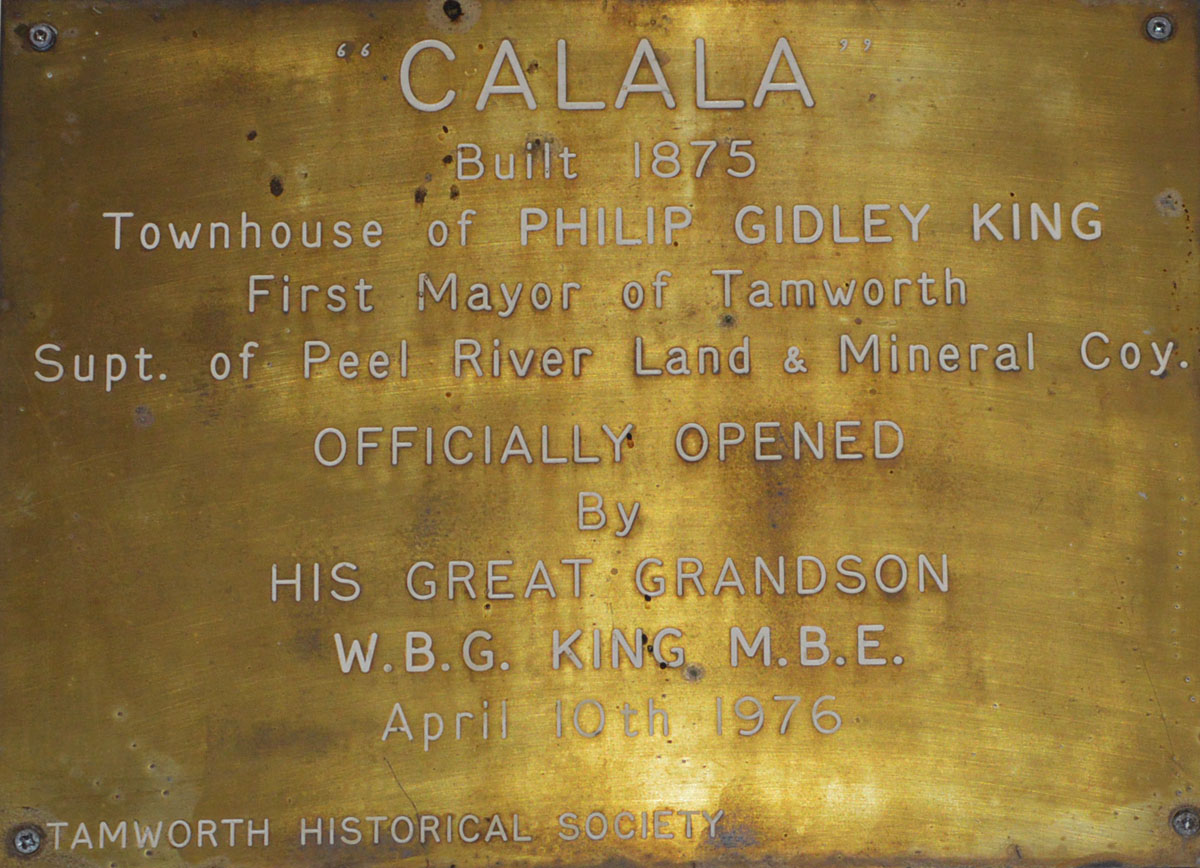 “CALALA”
Built 1875
Townhouse of PHILIP GIDLEY KING
First Mayor of Tamworth
Supt. of Peel River Land & Mineral Coy.
OFFICIALLY OPENED
By
HIS GREAT GRANDSON
W.B.G. KING M.B.E.
April 10th 1976
TAMWORTH HISTORICAL SOCIETY